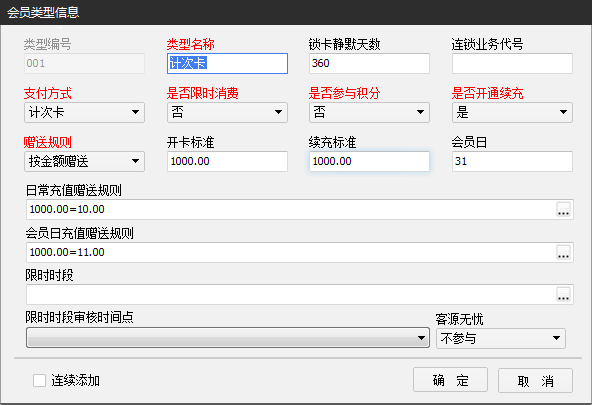 会员类型信息
类型编号 类型名称 锁卡静默天数 连锁业务代号
001 计次卡 360
支付方式 是否限时消费 是否参与积分 是否开通续充
计次卡 否 否 是
赠送规则 开卡标准 续充标准 会员日
按金额赠送 1000.00 1000.00 31
日常充值赠送规则
1000.00=10.00 ...
会员日充值赠送规则
1000.00=11.00 ...
限时时段
...
限时时段审核时间点 客源无忧
不参与
连续添加 确 定 取 消